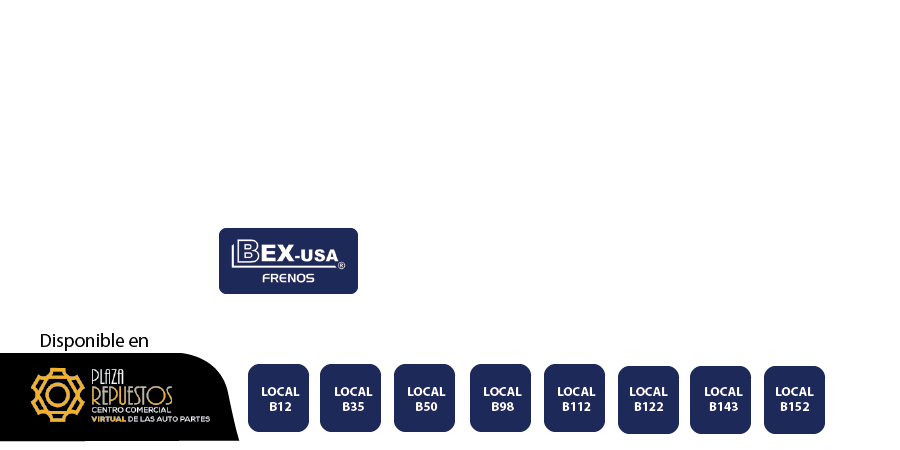 BEX-USA®
FRENOS
Disponible en
PLAZA
REPUESTOS
CENTRO COMERCIAL
VIRTUAL DE LAS AUTO PARTES
LOCAL
B12
LOCAL
B35
LOCAL
B50
LOCAL
B98
LOCAL
B112
LOCAL
B122
LOCAL
B143
LOCAL
B152